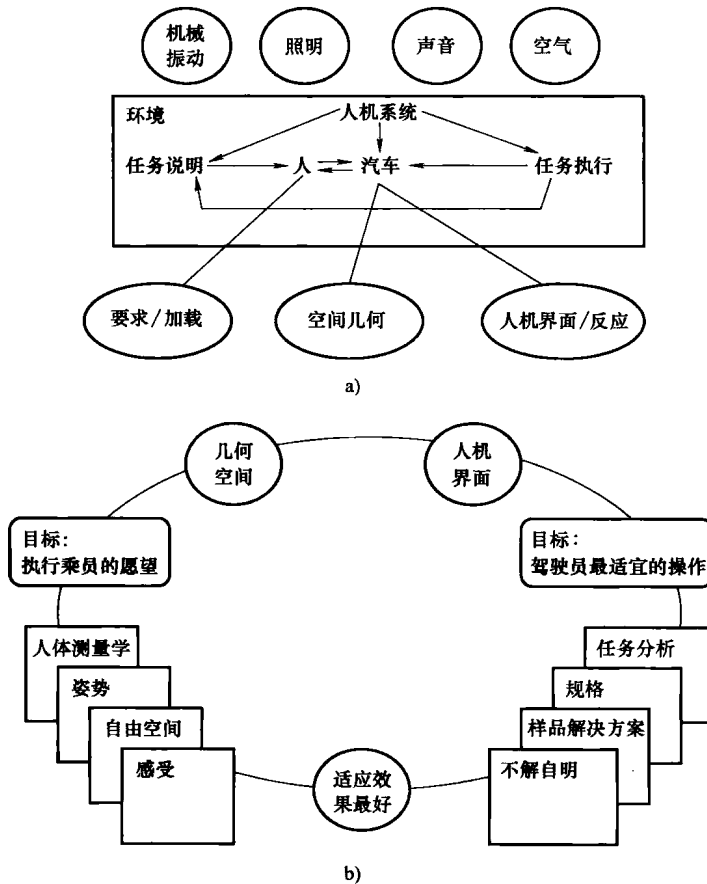 机械
振动
照明
声音
空气
环境
人机系统
任务说明
人
汽车
任务执行
要求/加载
空间几何
人机界面/反应
a)
几何
空间
人机
界面
目标:
执行乘员的愿望
目标:
驾驶员最适宜的操作
人体测量学
姿势
自由空间
感受
任务分析
规格
样品解决方案
不解自明
适应效
果最好
b)